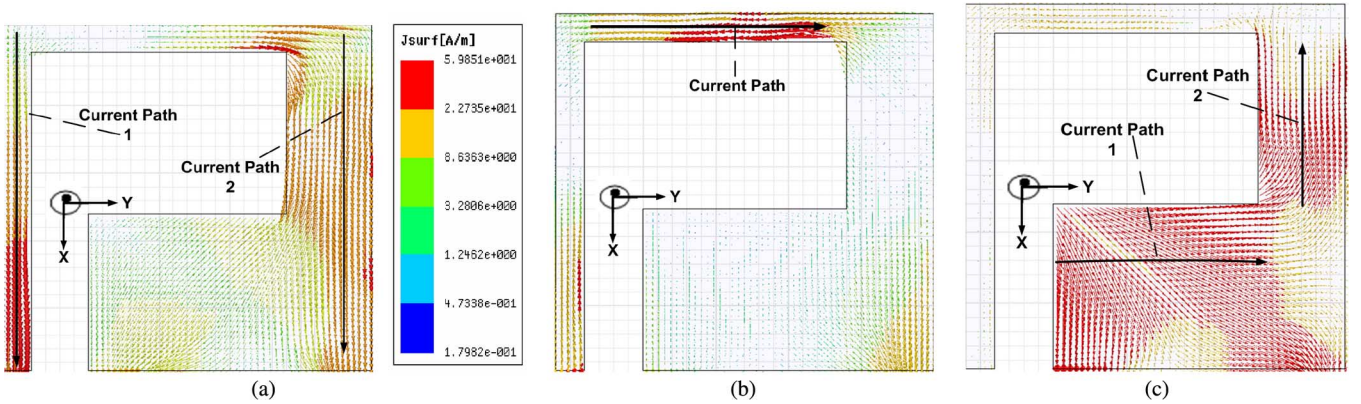 Current Path
1
Current Path
2
Y
X
(a)
Jsurf[A/m]
5.9851e+001
2.2735e+001
8.6363e+000
3.2806e+000
1.2462e+000
4.7338e-001
1.7982e-001
Current Path
Y
X
(b)
Current Path
2
Current Path
1
Y
X
(c)